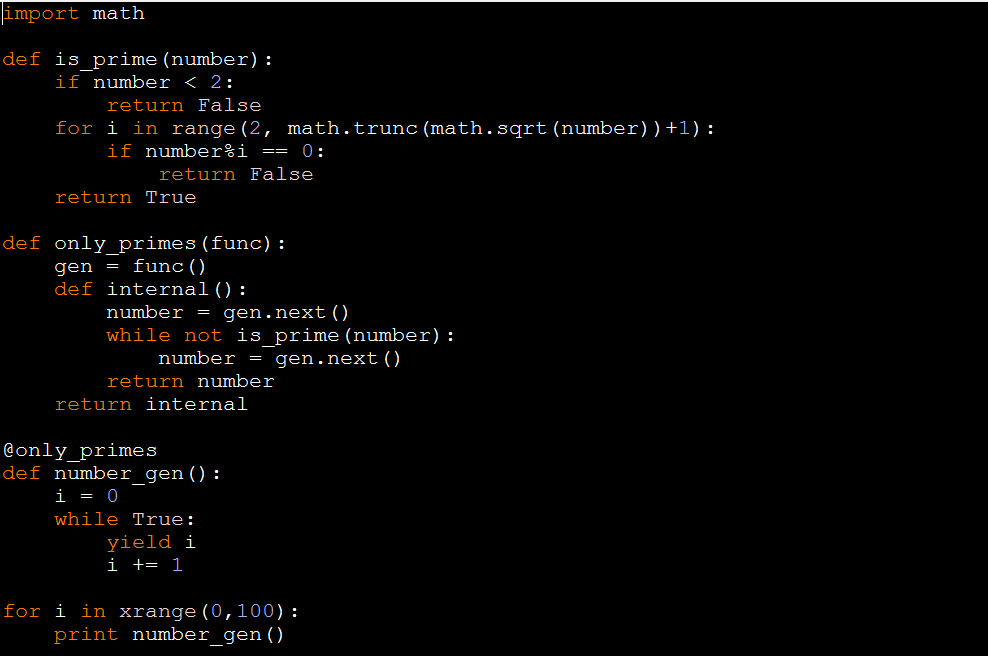 import math

def is_prime(number):
    if number < 2:
        return False
    for i in range(2, math.trunc(math.sqrt(number))+1):
        if number%i == 0:
            return False
    return True

def only_primes(func):
    gen = func()
    def internal():
        number = gen.next()
        while not is_prime(number):
            number = gen.next()
        return number
    return internal

@only_primes
def number_gen():
    i = 0
    while True:
        yield i
        i += 1

for i in xrange(0,100):
    print number_gen()